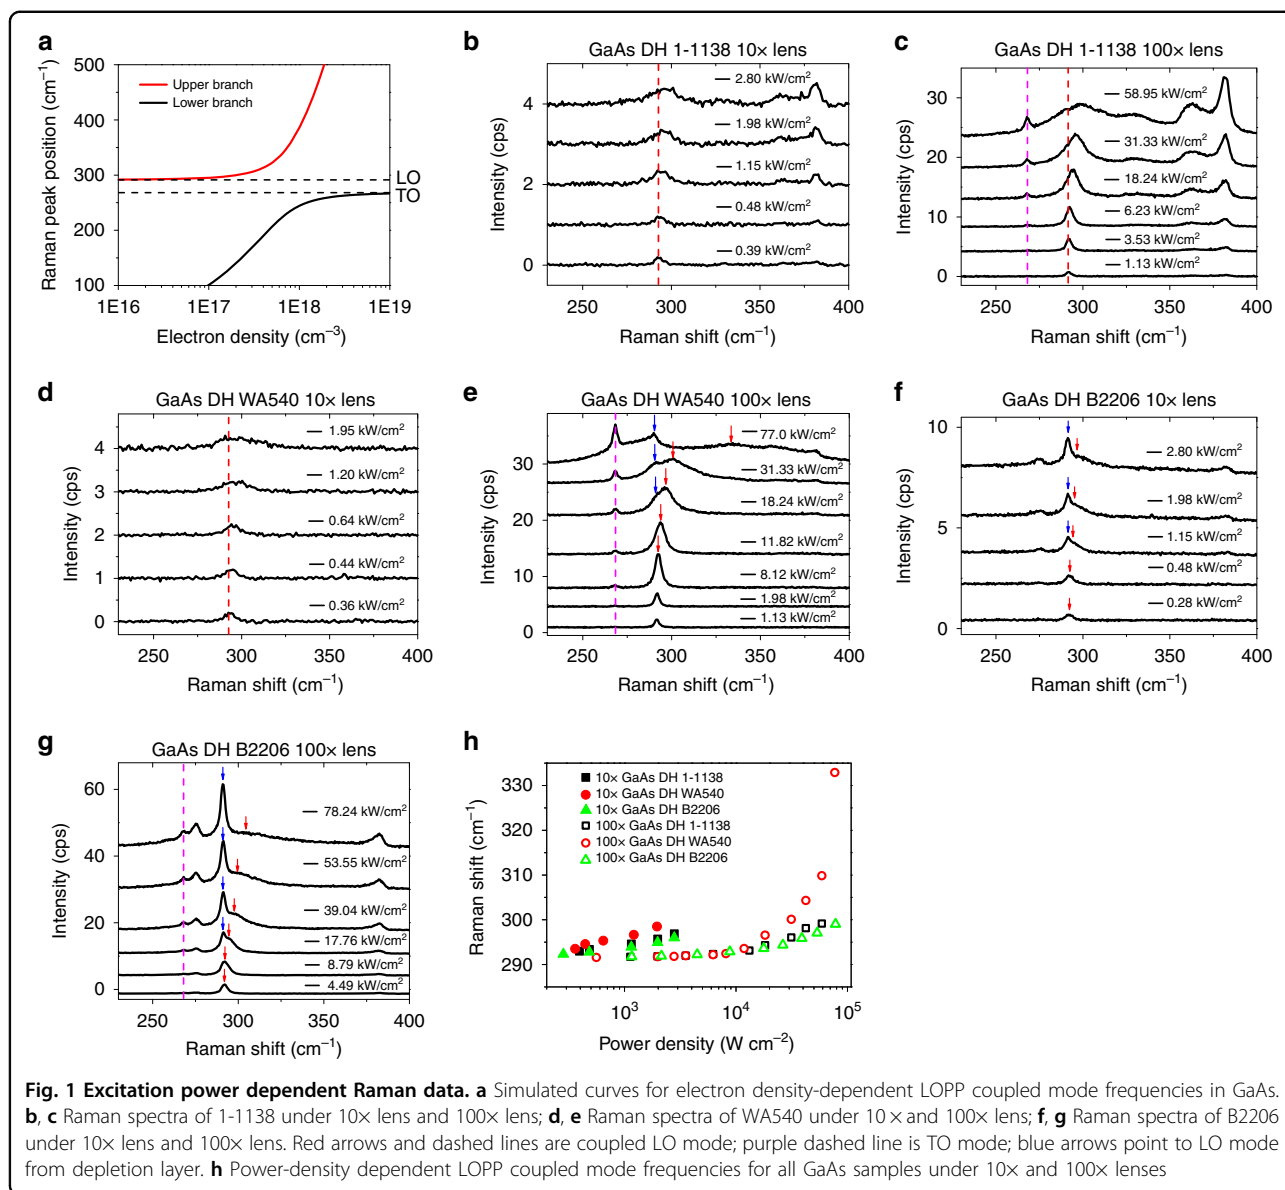 a
500
400
300
200
100
Raman peak position (cm⁻¹)
Upper branch
Lower branch
LO
TO
1E16 1E17 1E18 1E19
Electron density (cm⁻³)
b
GaAs DH 1-1138 10× lens
4
2
0
Intensity (cps)
2.80 kW/cm²
1.98 kW/cm²
1.15 kW/cm²
0.48 kW/cm²
0.39 kW/cm²
250 300 350 400
Raman shift (cm⁻¹)
c
GaAs DH 1-1138 100× lens
30
20
10
0
Intensity (cps)
58.95 kW/cm²
31.33 kW/cm²
18.24 kW/cm²
6.23 kW/cm²
3.53 kW/cm²
1.13 kW/cm²
250 300 350 400
Raman shift (cm⁻¹)
d
GaAs DH WA540 10× lens
4
3
2
1
0
Intensity (cps)
1.95 kW/cm²
1.20 kW/cm²
0.64 kW/cm²
0.44 kW/cm²
0.36 kW/cm²
250 300 350 400
Raman shift (cm⁻¹)
e
GaAs DH WA540 100× lens
30
20
10
0
Intensity (cps)
77.0 kW/cm²
31.33 kW/cm²
18.24 kW/cm²
11.82 kW/cm²
8.12 kW/cm²
1.98 kW/cm²
1.13 kW/cm²
250 300 350 400
Raman shift (cm⁻¹)
f
GaAs DH B2206 10× lens
10
5
0
Intensity (cps)
2.80 kW/cm²
1.98 kW/cm²
1.15 kW/cm²
0.48 kW/cm²
0.28 kW/cm²
250 300 350 400
Raman shift (cm⁻¹)
g
GaAs DH B2206 100× lens
60
40
20
0
Intensity (cps)
78.24 kW/cm²
53.55 kW/cm²
39.04 kW/cm²
17.76 kW/cm²
8.79 kW/cm²
4.49 kW/cm²
250 300 350 400
Raman shift (cm⁻¹)
h
330
320
310
300
290
Raman shift (cm⁻¹)
10× GaAs DH 1-1138
10× GaAs DH WA540
10× GaAs DH B2206
100× GaAs DH 1-1138
100× GaAs DH WA540
100× GaAs DH B2206
10³ 10⁴ 10⁵
Power density (W cm⁻²)
Fig. 1 Excitation power dependent Raman data. a Simulated curves for electron density-dependent LOPP coupled mode frequencies in GaAs.
b, c Raman spectra of 1-1138 under 10× lens and 100× lens; d, e Raman spectra of WA540 under 10 × and 100× lens; f, g Raman spectra of B2206
under 10× lens and 100× lens. Red arrows and dashed lines are coupled LO mode; purple dashed line is TO mode; blue arrows point to LO mode
from depletion layer. h Power-density dependent LOPP coupled mode frequencies for all GaAs samples under 10× and 100× lenses